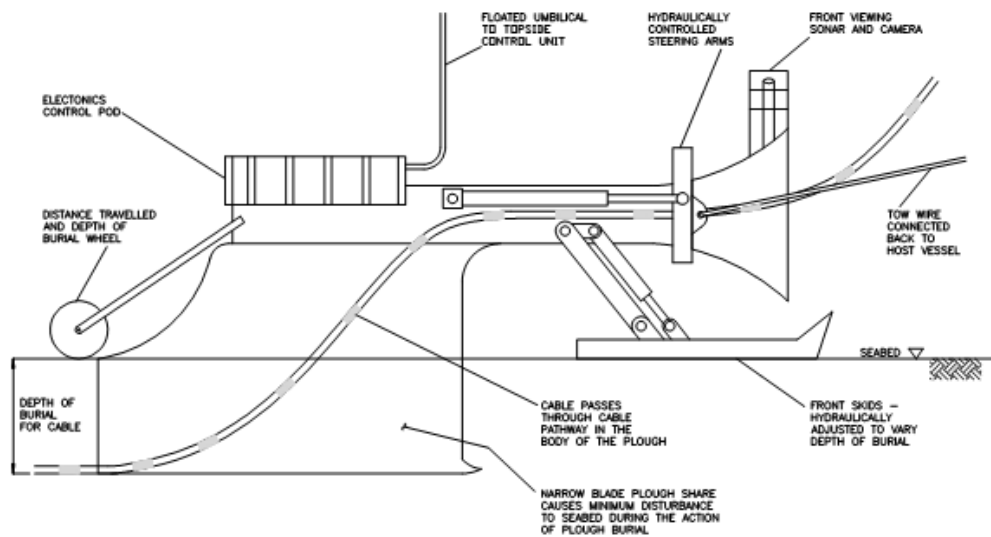 FLOATED UMBILICAL
TO TOPSIDE
CONTROL UNIT
HYDRAULICALLY
CONTROLLED
STEERING ARMS
FRONT VIEWING
SONAR AND CAMERA
ELECTONICS
CONTROL POD
DISTANCE TRAVELLED
AND DEPTH OF
BURIAL WHEEL
TOW WIRE
CONNECTED
BACK TO
HOST VESSEL
SEABED
DEPTH OF
BURIAL
FOR CABLE
CABLE PASSES
THROUGH CABLE
PATHWAY IN THE
BODY OF THE PLOUGH
FRONT SKIDS –
HYDRAULICALLY
ADJUSTED TO VARY
DEPTH OF BURIAL
NARROW BLADE PLOUGH SHARE
CAUSES MINIMUM DISTURBANCE
TO SEABED DURING THE ACTION
OF PLOUGH BURIAL